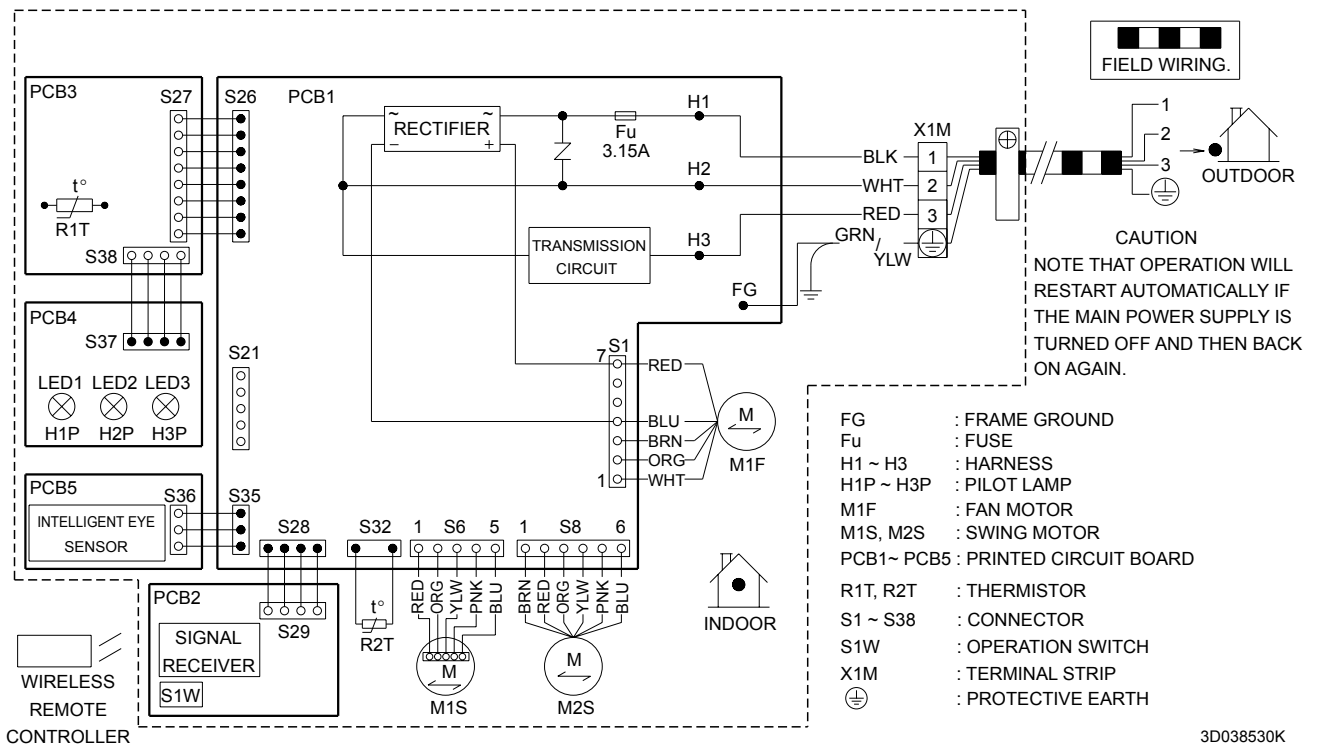 FIELD WIRING.
PCB3
S27
S26
PCB1
~
~
RECTIFIER
–
+
Fu
3.15A
H1
H2
H3
t°
R1T
S38
TRANSMISSION
CIRCUIT
FG
X1M
BLK
1
WHT
2
RED
3
GRN
/
YLW
1
2
3
OUTDOOR
CAUTION
NOTE THAT OPERATION WILL
RESTART AUTOMATICALLY IF
THE MAIN POWER SUPPLY IS
TURNED OFF AND THEN BACK
ON AGAIN.
PCB4
S37
LED1 LED2 LED3
H1P H2P H3P
S21
S1
7
RED
BLU
BRN
ORG
WHT
1
M
M1F
PCB5
S36
S35
INTELLIGENT EYE
SENSOR
S28
S32
1 S6 5
1 S8 6
RED
ORG
YLW
PNK
BLU
BRN
RED
ORG
YLW
PNK
BLU
PCB2
S29
SIGNAL
RECEIVER
S1W
t°
R2T
M
M1S
M
M2S
INDOOR
WIRELESS
REMOTE
CONTROLLER
FG : FRAME GROUND
Fu : FUSE
H1 ~ H3 : HARNESS
H1P ~ H3P : PILOT LAMP
M1F : FAN MOTOR
M1S, M2S : SWING MOTOR
PCB1~ PCB5 : PRINTED CIRCUIT BOARD
R1T, R2T : THERMISTOR
S1 ~ S38 : CONNECTOR
S1W : OPERATION SWITCH
X1M : TERMINAL STRIP
: PROTECTIVE EARTH
3D038530K